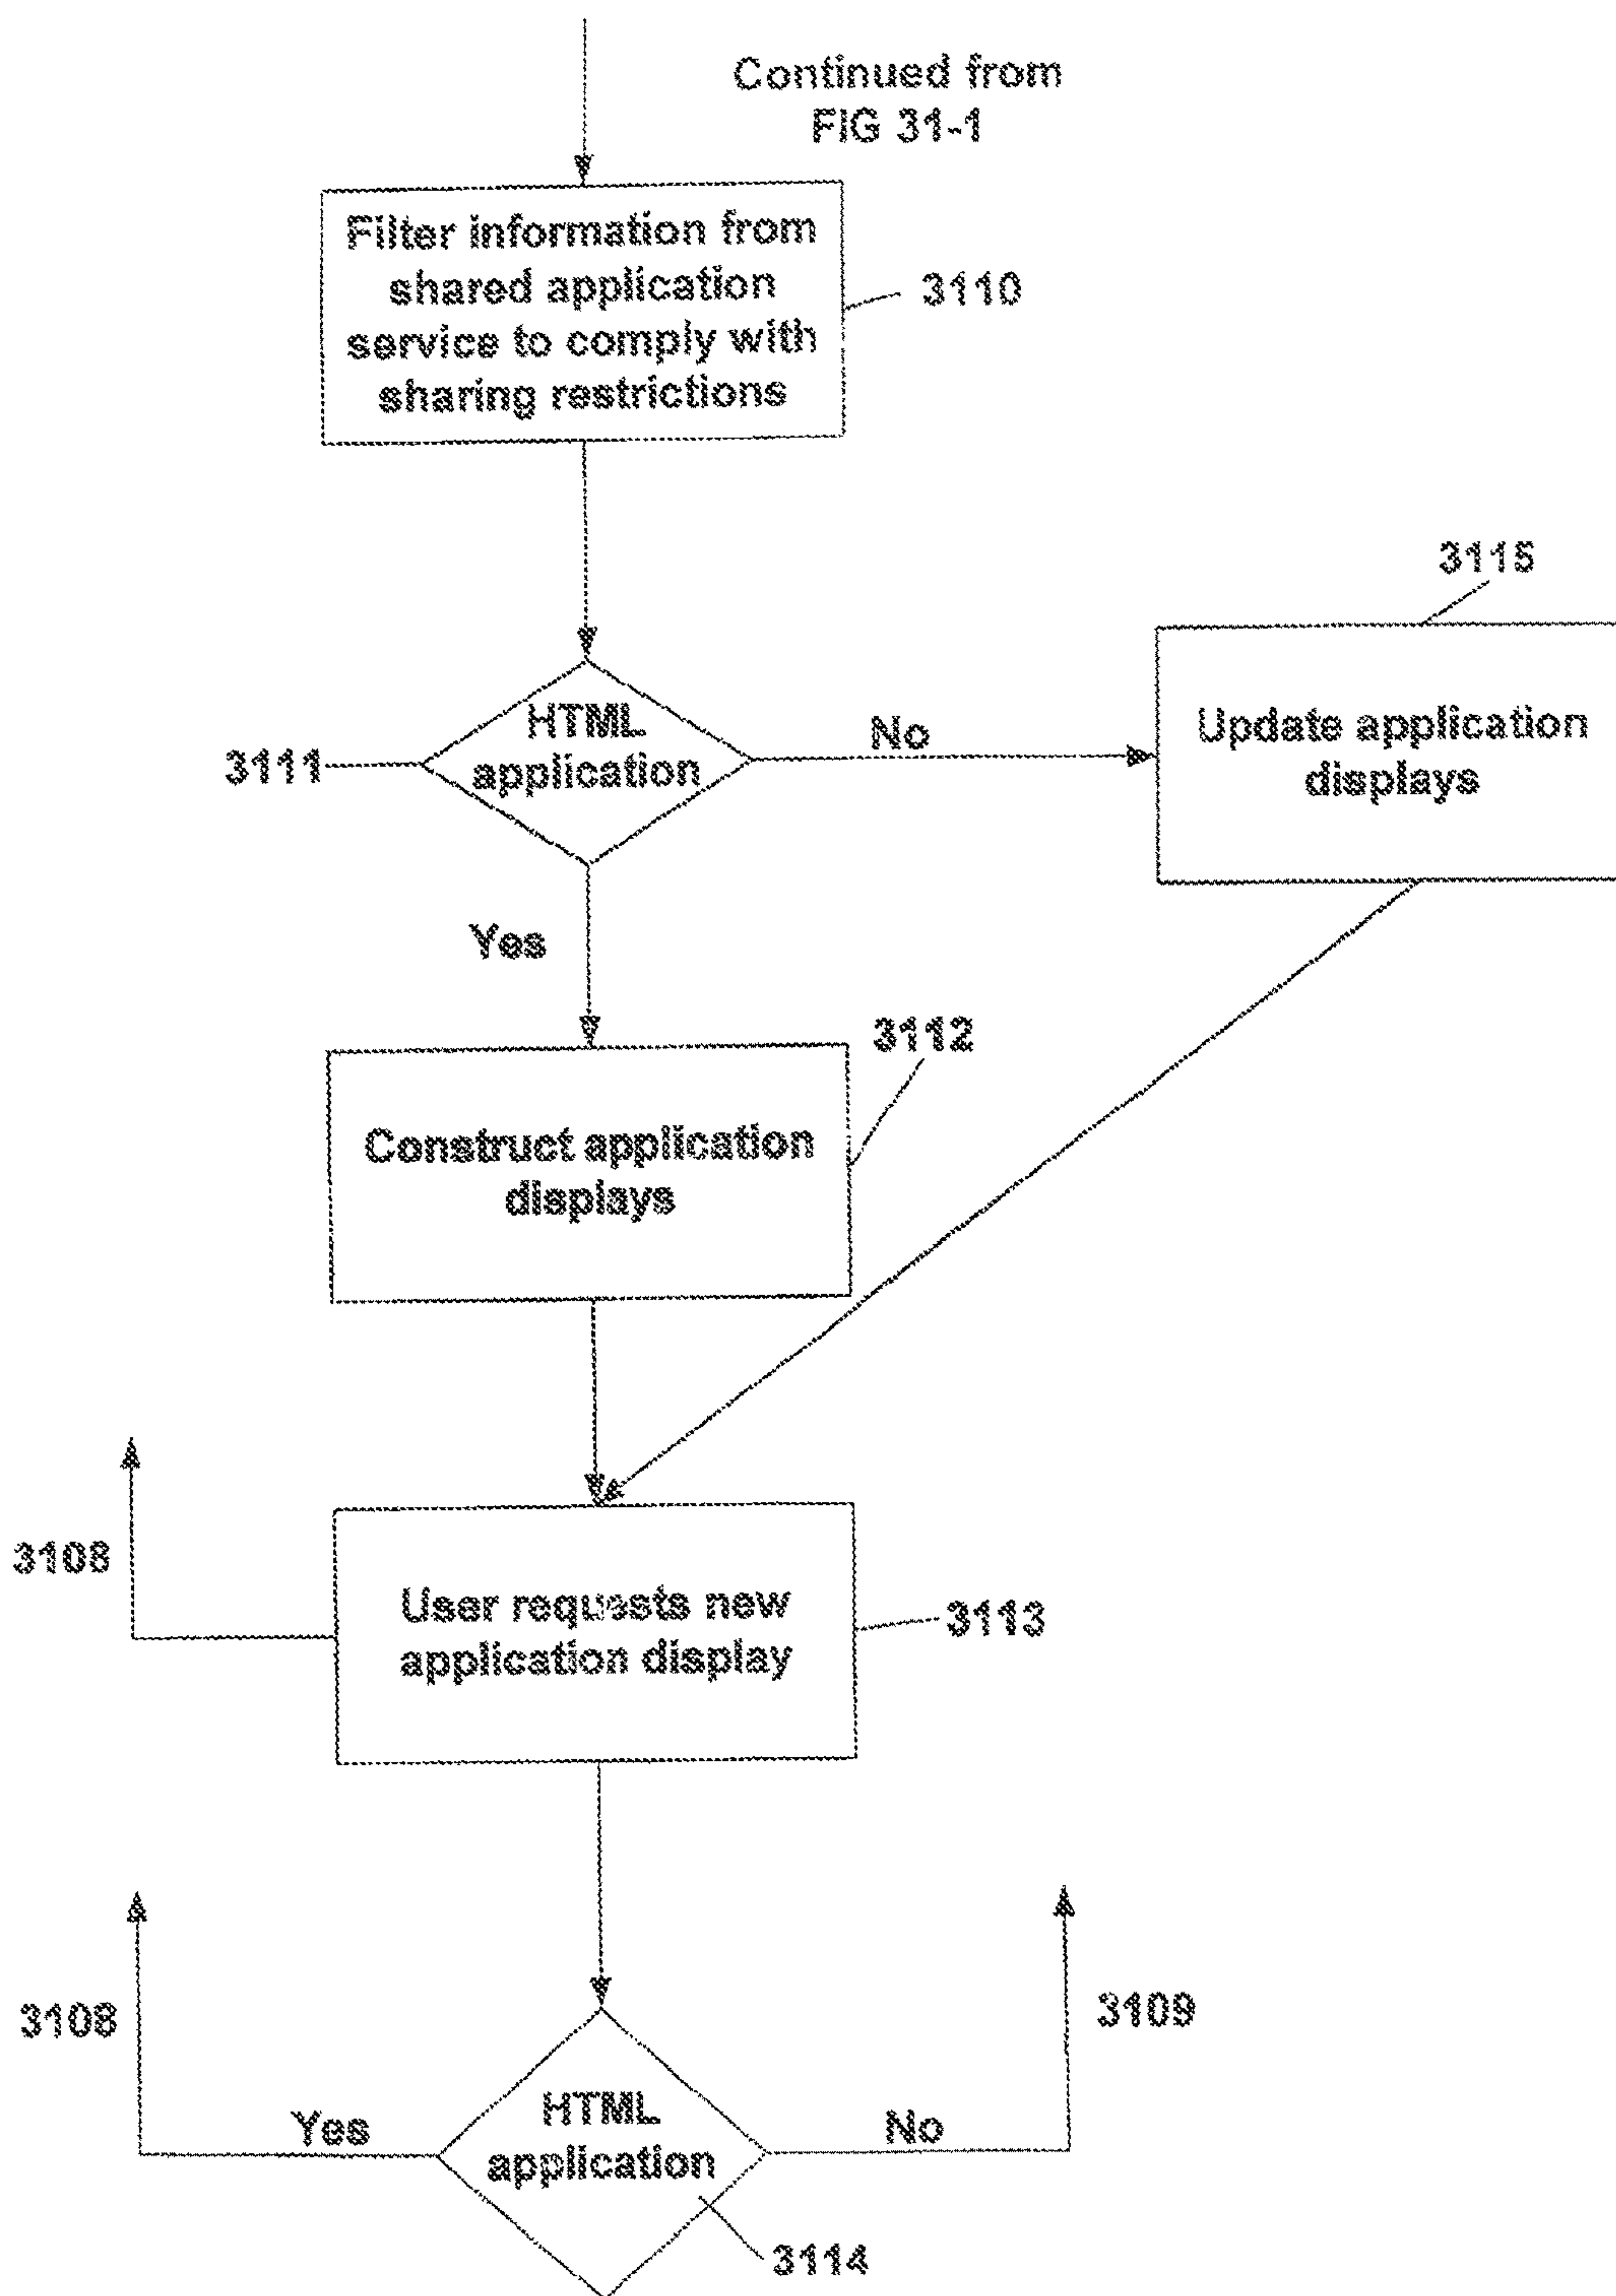 Continued from
FIG 31-1
Filter information from
shared application
service to comply with
sharing restrictions
3110
3115
HTML
application
3111
No
Update application
displays
Yes
3112
Construct application
displays
3108
User requests new
application display
3113
3108
3109
Yes
HTML
application
No
3114